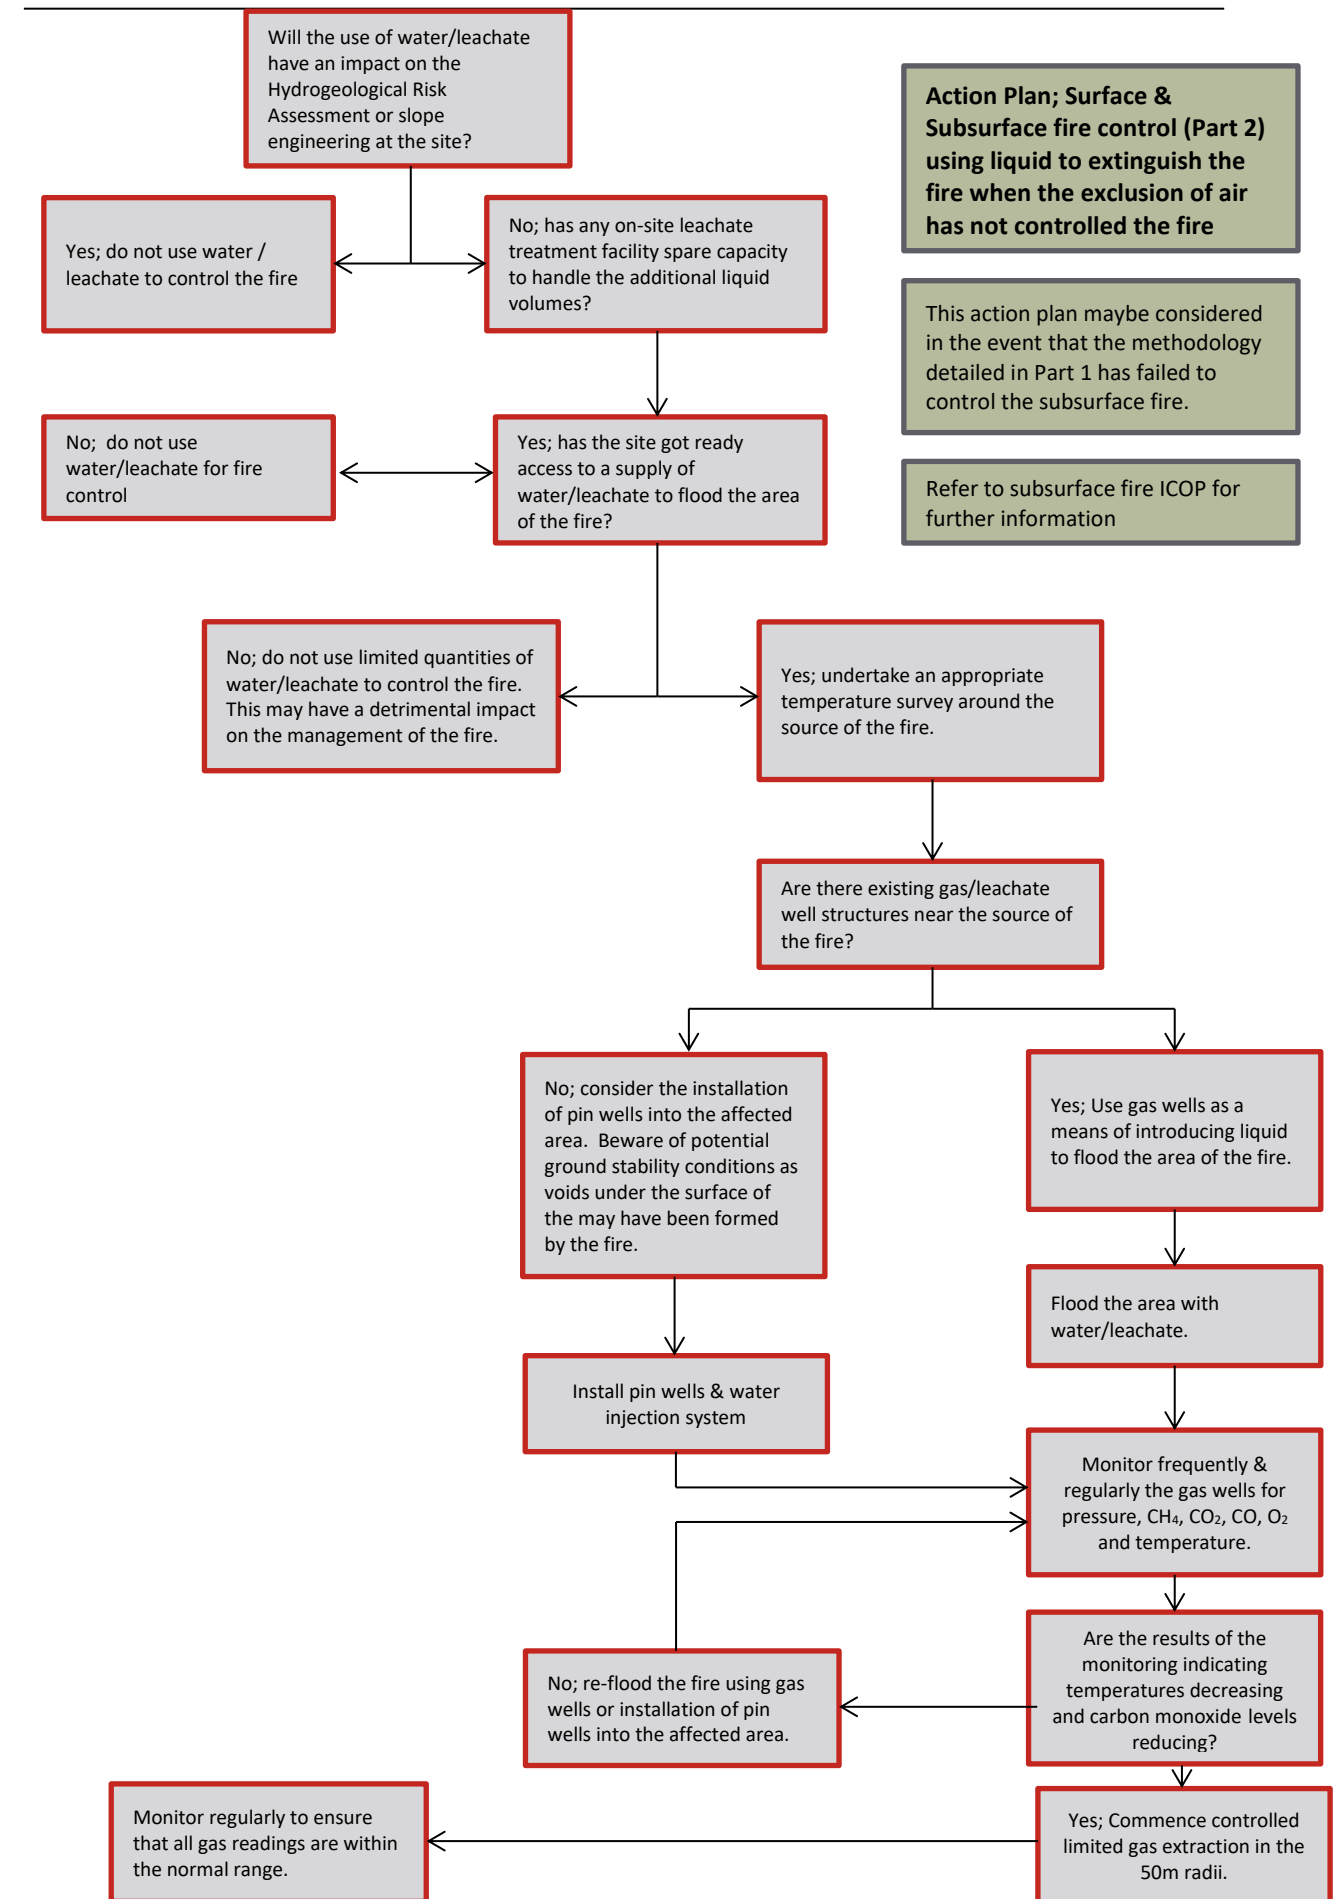 Will the use of water/leachate
have an impact on the
Hydrogeological Risk
Assessment or slope
engineering at the site?
Action Plan; Surface &
Subsurface fire control (Part 2)
using liquid to extinguish the
fire when the exclusion of air
has not controlled the fire
Yes; do not use water /
leachate to control the fire
No; has any on-site leachate
treatment facility spare capacity
to handle the additional liquid
volumes?
This action plan maybe considered
in the event that the methodology
detailed in Part 1 has failed to
control the subsurface fire.
No;  do not use
water/leachate for fire
control
Yes; has the site got ready
access to a supply of
water/leachate to flood the area
of the fire?
Refer to subsurface fire ICOP for
further information
No; do not use limited quantities of
water/leachate to control the fire.
This may have a detrimental impact
on the management of the fire.
Yes; undertake an appropriate
temperature survey around the
source of the fire.
Are there existing gas/leachate
well structures near the source of
the fire?
No; consider the installation
of pin wells into the affected
area.  Beware of potential
ground stability conditions as
voids under the surface of
the may have been formed
by the fire.
Yes; Use gas wells as a
means of introducing liquid
to flood the area of the fire.
Flood the area with
water/leachate.
Install pin wells & water
injection system
Monitor frequently &
regularly the gas wells for
pressure, CH₄, CO₂, CO, O₂
and temperature.
Are the results of the
monitoring indicating
temperatures decreasing
and carbon monoxide levels
reducing?
No; re-flood the fire using gas
wells or installation of pin
wells into the affected area.
Yes; Commence controlled
limited gas extraction in the
50m radii.
Monitor regularly to ensure
that all gas readings are within
the normal range.